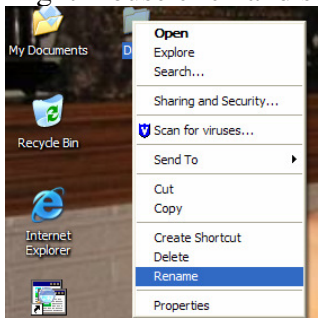 My Documents
D
Open
Explore
Search...
Sharing and Security...
Scan for viruses...
Send To
Cut
Copy
Create Shortcut
Delete
Rename
Properties
Recycle Bin
Internet
Explorer